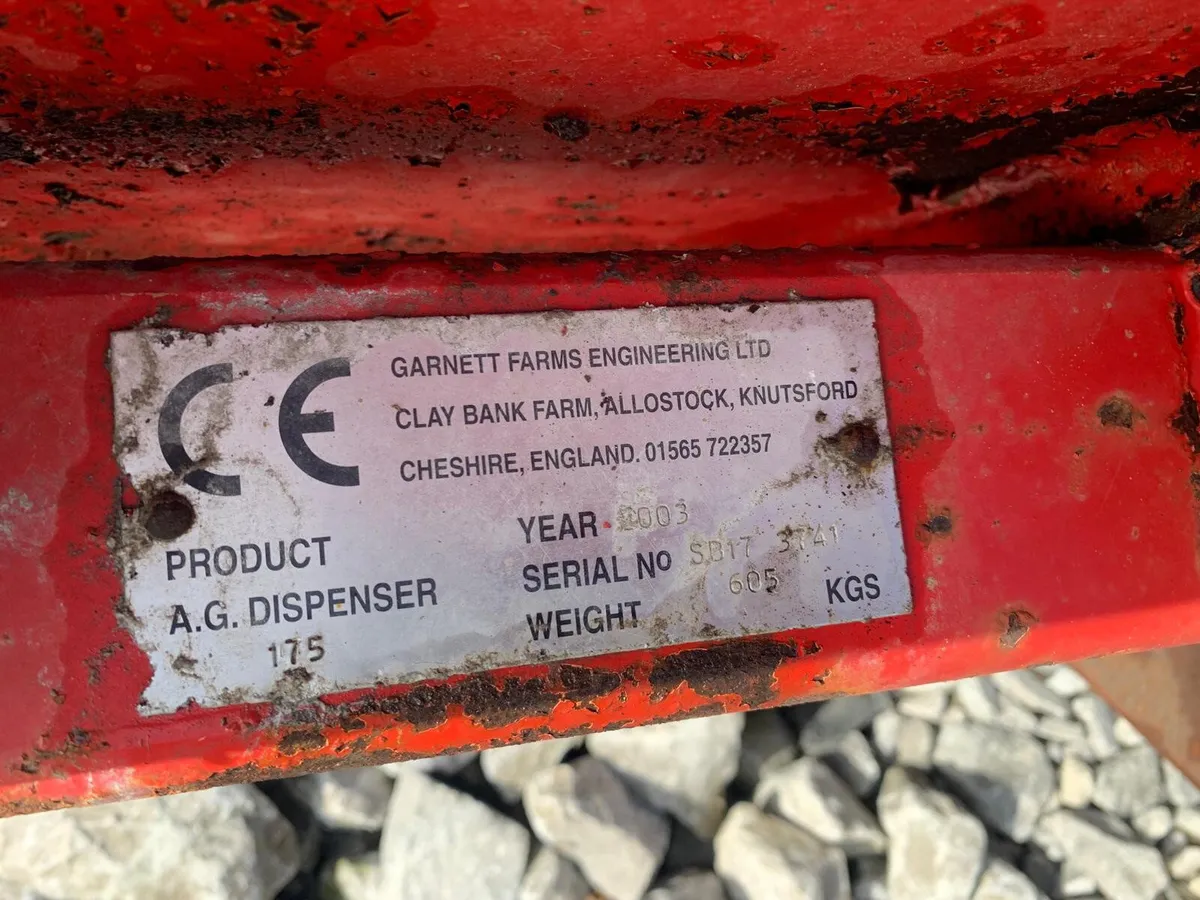 CE
GARNETT FARMS ENGINEERING LTD
CLAY BANK FARM, ALLOSTOCK, KNUTSFORD
CHESHIRE, ENGLAND. 01565 722357
PRODUCT
A.G. DISPENSER
175
YEAR 2003
SERIAL Nº SB17 3741
WEIGHT 605 KGS